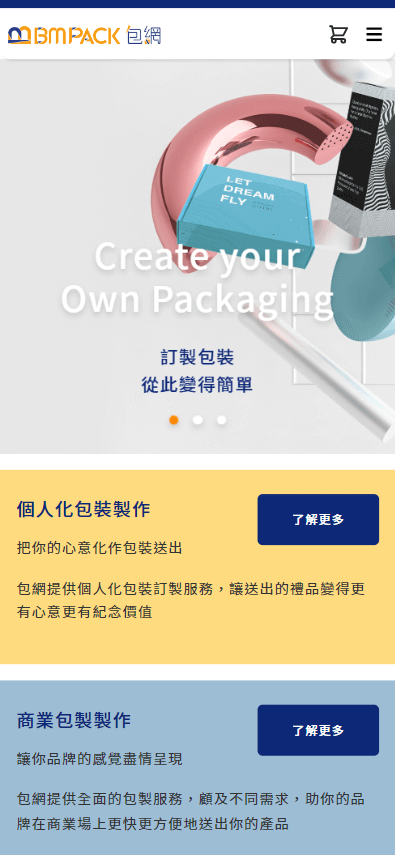 BMPACK 包網
LET
DREAM
FLY
Create your
Own Packaging
訂製包裝
從此變得簡單
個人化包裝製作
了解更多
把你的心意化作包裝送出
包網提供個人化包裝訂製服務，讓送出的禮品變得更
有心意更有紀念價值
商業包製製作
了解更多
讓你品牌的感覺盡情呈現
包網提供全面的包製服務，顧及不同需求，助你的品
牌在商業場上更快更方便地送出你的產品